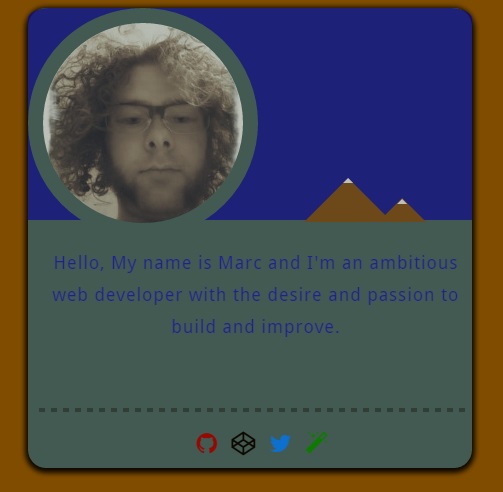 Hello, My name is Marc and I'm an ambitious
web developer with the desire and passion to
build and improve.